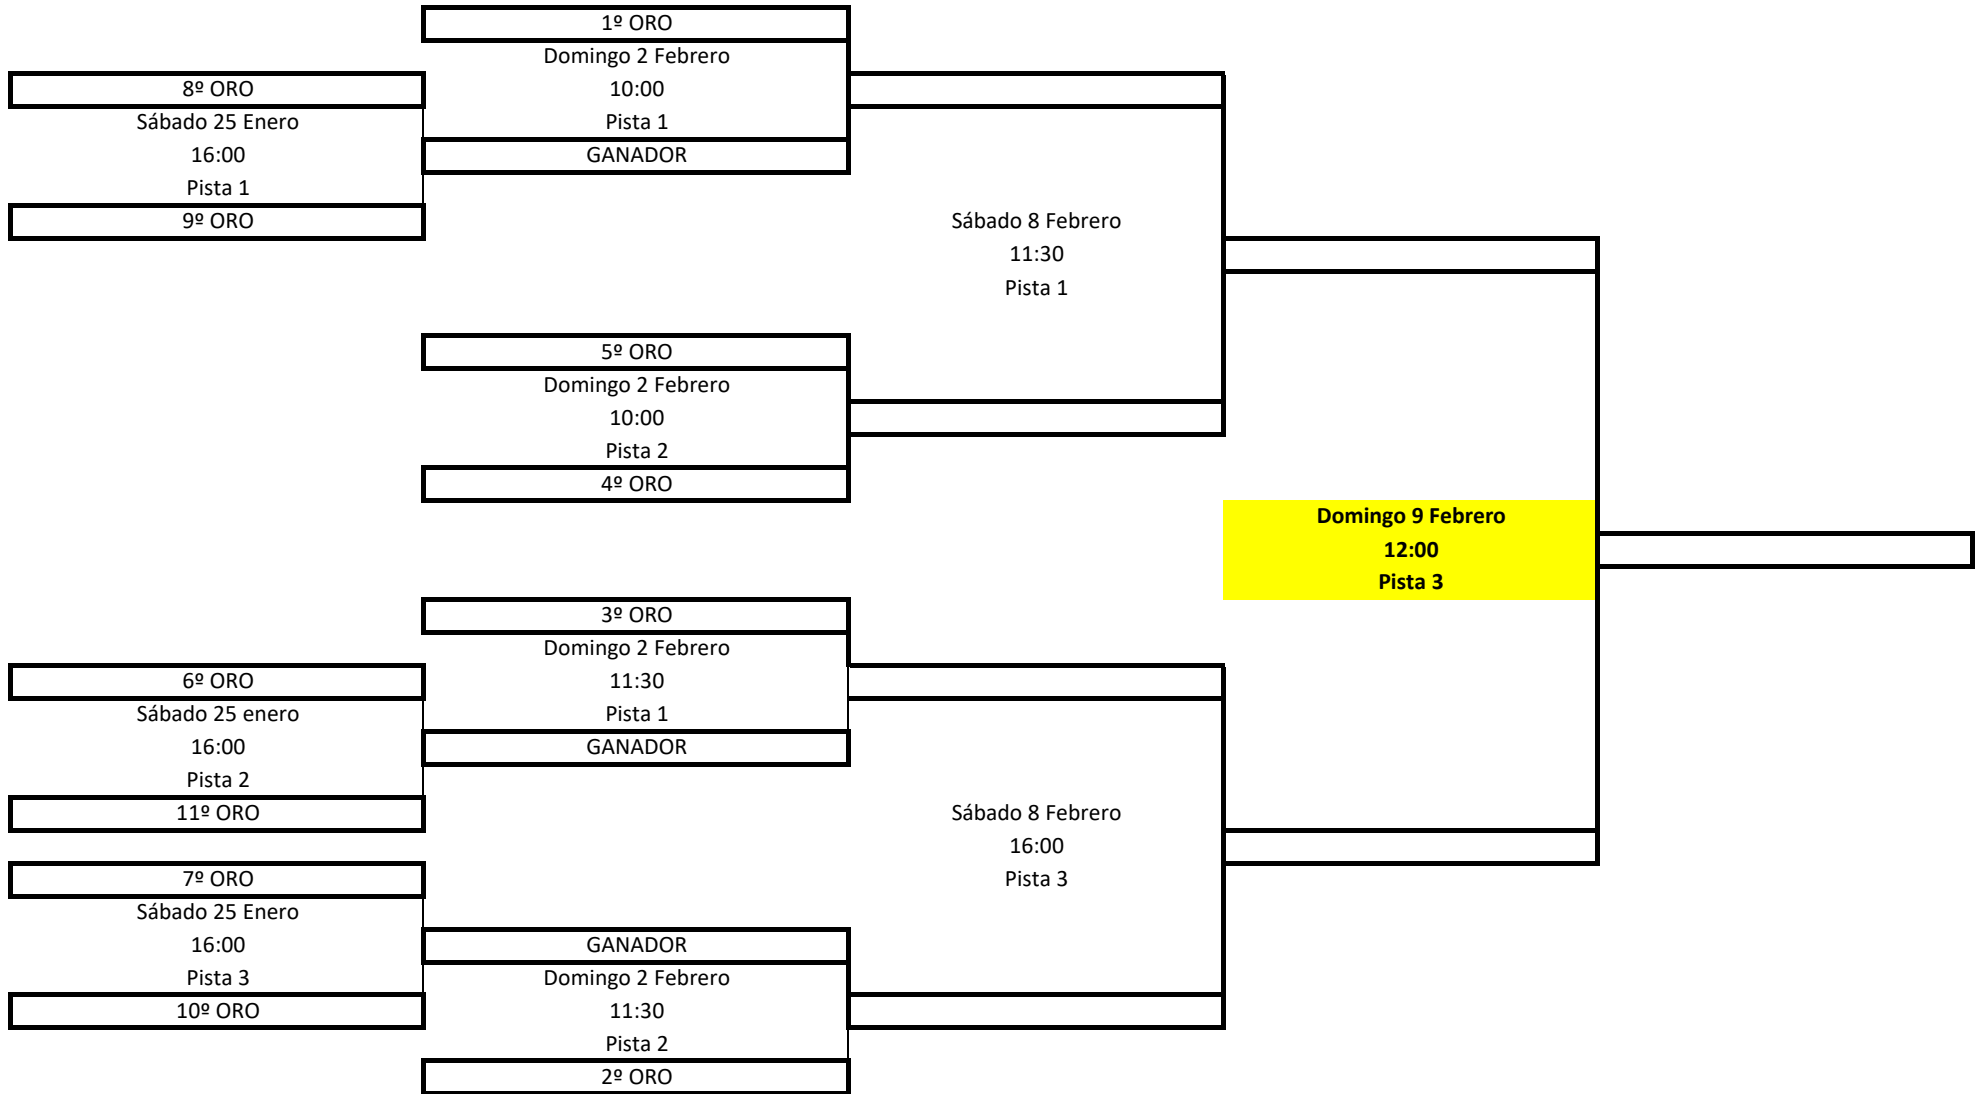 1º ORO
Domingo 2 Febrero
10:00
Pista 1
GANADOR
8º ORO
Sábado 25 Enero
16:00
Pista 1
9º ORO
Sábado 8 Febrero
11:30
Pista 1
5º ORO
Domingo 2 Febrero
10:00
Pista 2
4º ORO
Domingo 9 Febrero
12:00
Pista 3
3º ORO
Domingo 2 Febrero
11:30
Pista 1
GANADOR
6º ORO
Sábado 25 enero
16:00
Pista 2
11º ORO
Sábado 8 Febrero
16:00
Pista 3
7º ORO
Sábado 25 Enero
16:00
Pista 3
10º ORO
GANADOR
Domingo 2 Febrero
11:30
Pista 2
2º ORO